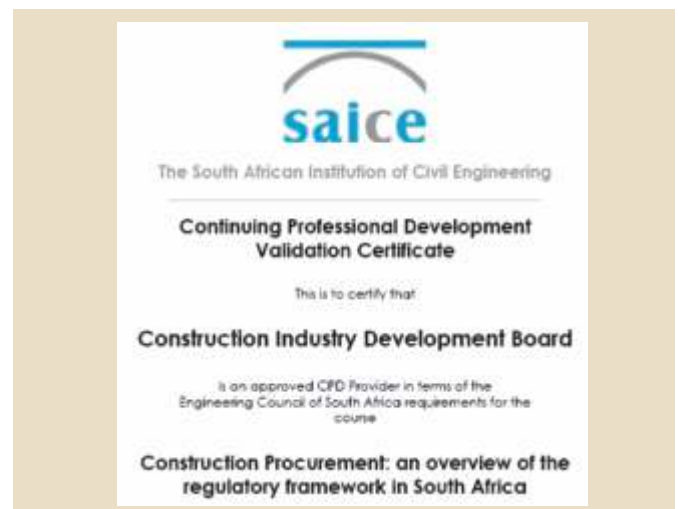 saice
The South African Institution of Civil Engineering
Continuing Professional Development
Validation Certificate
This is to certify that
Construction Industry Development Board
is an approved CPD Provider in terms of the
Engineering Council of South Africa requirements for the
course
Construction Procurement: an overview of the
regulatory framework in South Africa